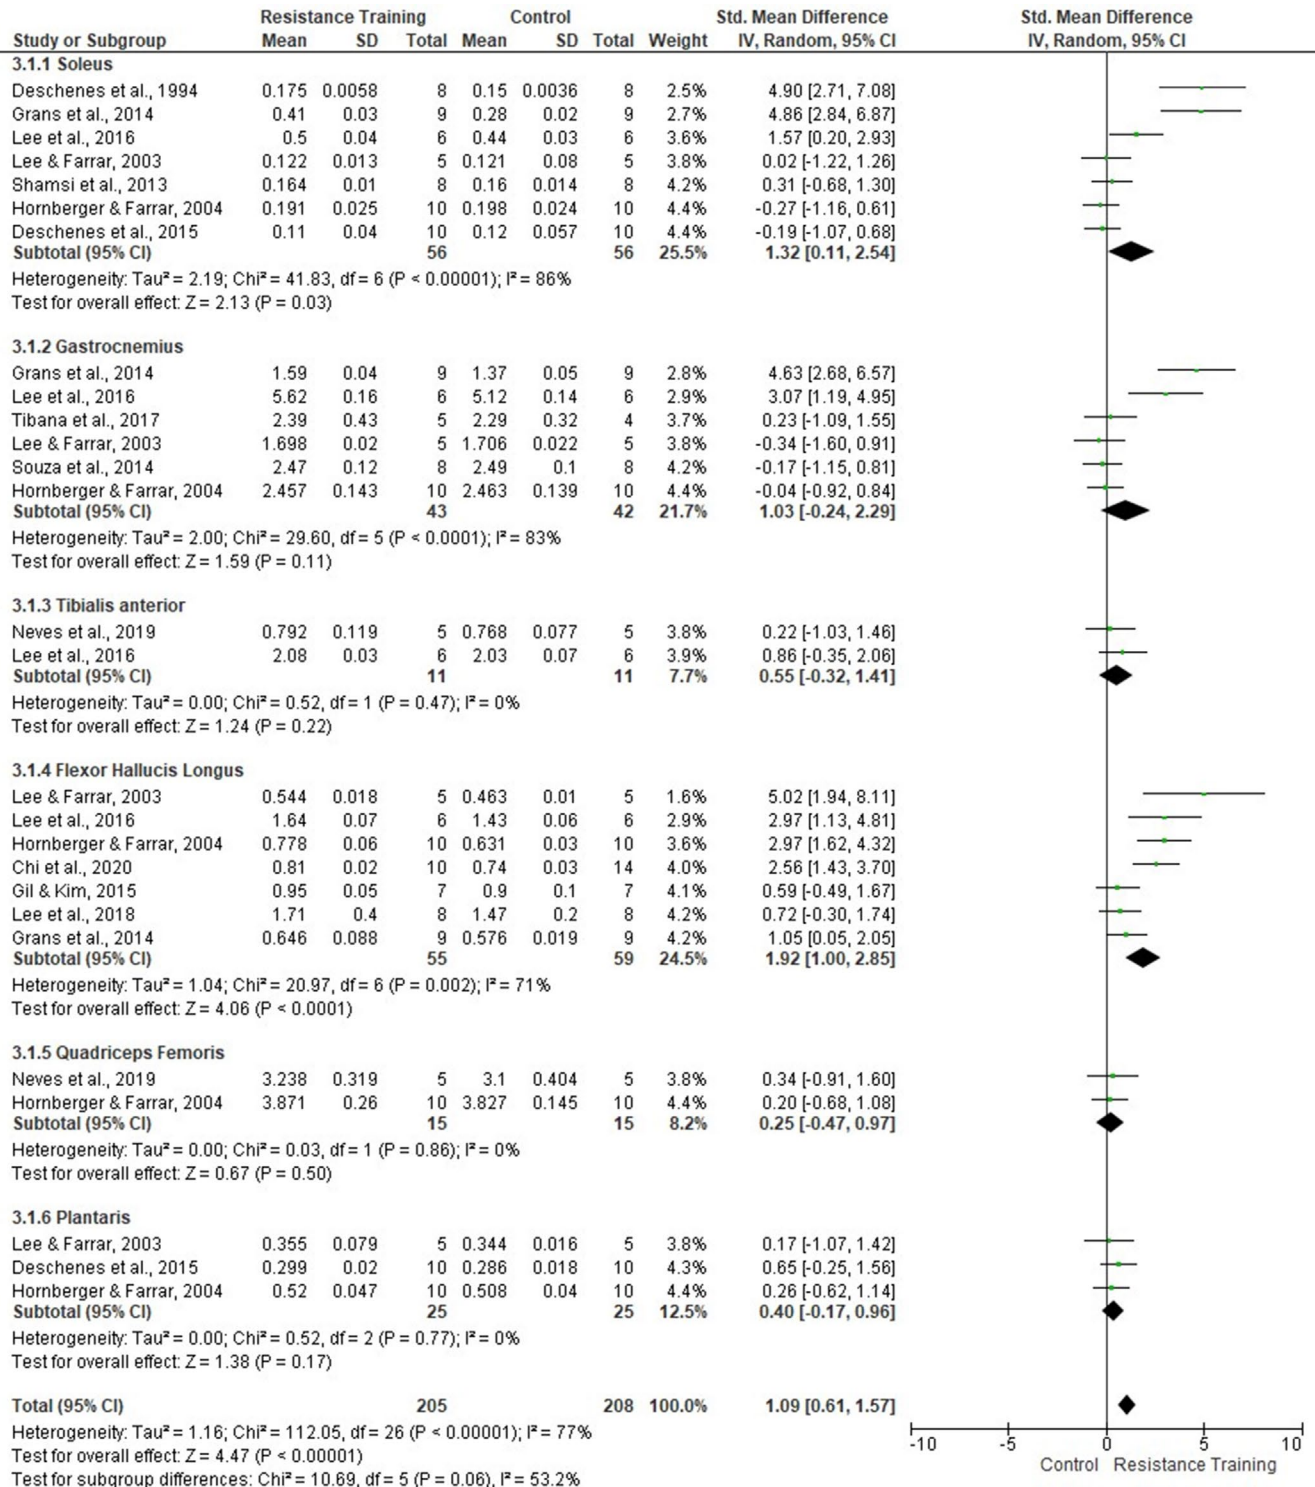 Resistance Training Control Std. Mean Difference Std. Mean Difference
Study or Subgroup Mean SD Total Mean SD Total Weight IV, Random, 95% CI IV, Random, 95% CI
3.1.1 Soleus
Deschenes et al., 1994 0.175 0.0058 8 0.15 0.0036 8 2.5% 4.90 [2.71, 7.08]
Grans et al., 2014 0.41 0.03 9 0.28 0.02 9 2.7% 4.86 [2.84, 6.87]
Lee et al., 2016 0.5 0.04 6 0.44 0.03 6 3.6% 1.57 [0.20, 2.93]
Lee & Farrar, 2003 0.122 0.013 5 0.121 0.08 5 3.8% 0.02 [-1.22, 1.26]
Shamsi et al., 2013 0.164 0.01 8 0.16 0.014 8 4.2% 0.31 [-0.68, 1.30]
Hornberger & Farrar, 2004 0.191 0.025 10 0.198 0.024 10 4.4% -0.27 [-1.16, 0.61]
Deschenes et al., 2015 0.11 0.04 10 0.12 0.057 10 4.4% -0.19 [-1.07, 0.68]
Subtotal (95% CI) 56 56 25.5% 1.32 [0.11, 2.54]
Heterogeneity: Tau² = 2.19; Chi² = 41.83, df = 6 (P < 0.00001); I² = 86%
Test for overall effect: Z = 2.13 (P = 0.03)
3.1.2 Gastrocnemius
Grans et al., 2014 1.59 0.04 9 1.37 0.05 9 2.8% 4.63 [2.68, 6.57]
Lee et al., 2016 5.62 0.16 6 5.12 0.14 6 2.9% 3.07 [1.19, 4.95]
Tibana et al., 2017 2.39 0.43 5 2.29 0.32 4 3.7% 0.23 [-1.09, 1.55]
Lee & Farrar, 2003 1.698 0.02 5 1.706 0.022 5 3.8% -0.34 [-1.60, 0.91]
Souza et al., 2014 2.47 0.12 8 2.49 0.1 8 4.2% -0.17 [-1.15, 0.81]
Hornberger & Farrar, 2004 2.457 0.143 10 2.463 0.139 10 4.4% -0.04 [-0.92, 0.84]
Subtotal (95% CI) 43 42 21.7% 1.03 [-0.24, 2.29]
Heterogeneity: Tau² = 2.00; Chi² = 29.60, df = 5 (P < 0.0001); I² = 83%
Test for overall effect: Z = 1.59 (P = 0.11)
3.1.3 Tibialis anterior
Neves et al., 2019 0.792 0.119 5 0.768 0.077 5 3.8% 0.22 [-1.03, 1.46]
Lee et al., 2016 2.08 0.03 6 2.03 0.07 6 3.9% 0.86 [-0.35, 2.06]
Subtotal (95% CI) 11 11 7.7% 0.55 [-0.32, 1.41]
Heterogeneity: Tau² = 0.00; Chi² = 0.52, df = 1 (P = 0.47); I² = 0%
Test for overall effect: Z = 1.24 (P = 0.22)
3.1.4 Flexor Hallucis Longus
Lee & Farrar, 2003 0.544 0.018 5 0.463 0.01 5 1.6% 5.02 [1.94, 8.11]
Lee et al., 2016 1.64 0.07 6 1.43 0.06 6 2.9% 2.97 [1.13, 4.81]
Hornberger & Farrar, 2004 0.778 0.06 10 0.631 0.03 10 3.6% 2.97 [1.62, 4.32]
Chi et al., 2020 0.81 0.02 10 0.74 0.03 14 4.0% 2.56 [1.43, 3.70]
Gil & Kim, 2015 0.95 0.05 7 0.9 0.1 7 4.1% 0.59 [-0.49, 1.67]
Lee et al., 2018 1.71 0.4 8 1.47 0.2 8 4.2% 0.72 [-0.30, 1.74]
Grans et al., 2014 0.646 0.088 9 0.576 0.019 9 4.2% 1.05 [0.05, 2.05]
Subtotal (95% CI) 55 59 24.5% 1.92 [1.00, 2.85]
Heterogeneity: Tau² = 1.04; Chi² = 20.97, df = 6 (P = 0.002); I² = 71%
Test for overall effect: Z = 4.06 (P < 0.0001)
3.1.5 Quadriceps Femoris
Neves et al., 2019 3.238 0.319 5 3.1 0.404 5 3.8% 0.34 [-0.91, 1.60]
Hornberger & Farrar, 2004 3.871 0.26 10 3.827 0.145 10 4.4% 0.20 [-0.68, 1.08]
Subtotal (95% CI) 15 15 8.2% 0.25 [-0.47, 0.97]
Heterogeneity: Tau² = 0.00; Chi² = 0.03, df = 1 (P = 0.86); I² = 0%
Test for overall effect: Z = 0.67 (P = 0.50)
3.1.6 Plantaris
Lee & Farrar, 2003 0.355 0.079 5 0.344 0.016 5 3.8% 0.17 [-1.07, 1.42]
Deschenes et al., 2015 0.299 0.02 10 0.286 0.018 10 4.3% 0.65 [-0.25, 1.56]
Hornberger & Farrar, 2004 0.52 0.047 10 0.508 0.04 10 4.4% 0.26 [-0.62, 1.14]
Subtotal (95% CI) 25 25 12.5% 0.40 [-0.17, 0.96]
Heterogeneity: Tau² = 0.00; Chi² = 0.52, df = 2 (P = 0.77); I² = 0%
Test for overall effect: Z = 1.38 (P = 0.17)
Total (95% CI) 205 208 100.0% 1.09 [0.61, 1.57]
Heterogeneity: Tau² = 1.16; Chi² = 112.05, df = 26 (P < 0.00001); I² = 77%
Test for overall effect: Z = 4.47 (P < 0.00001)
Test for subgroup differences: Chi² = 10.69, df = 5 (P = 0.06), I² = 53.2%
-10 -5 0 5 10
Control Resistance Training